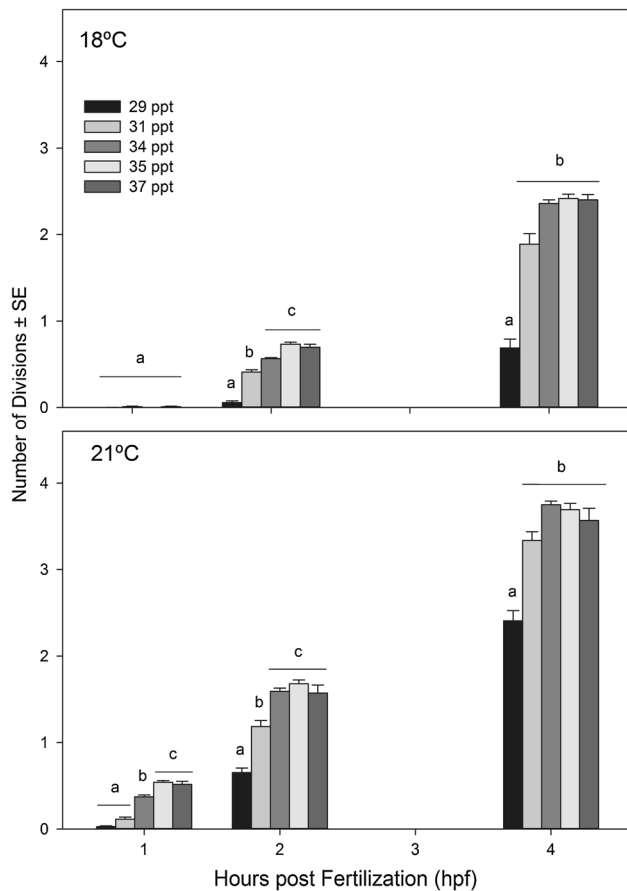 4
18ºC
29 ppt
31 ppt
34 ppt
35 ppt
37 ppt
3
b
2
c
1
a
b
a
a
0
Number of Divisions ± SE
21ºC
4
b
3
a
c
2
b
1
a
c
b
a
0
1
2
3
4
Hours post Fertilization (hpf)